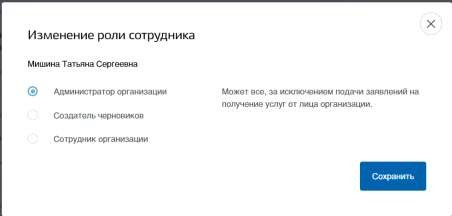 Изменение роли сотрудника
Мишина Татьяна Сергеевна
Администратор организации
Может все, за исключением подачи заявлений на
получение услуг от лица организации.
Создатель черновиков
Сотрудник организации
Сохранить